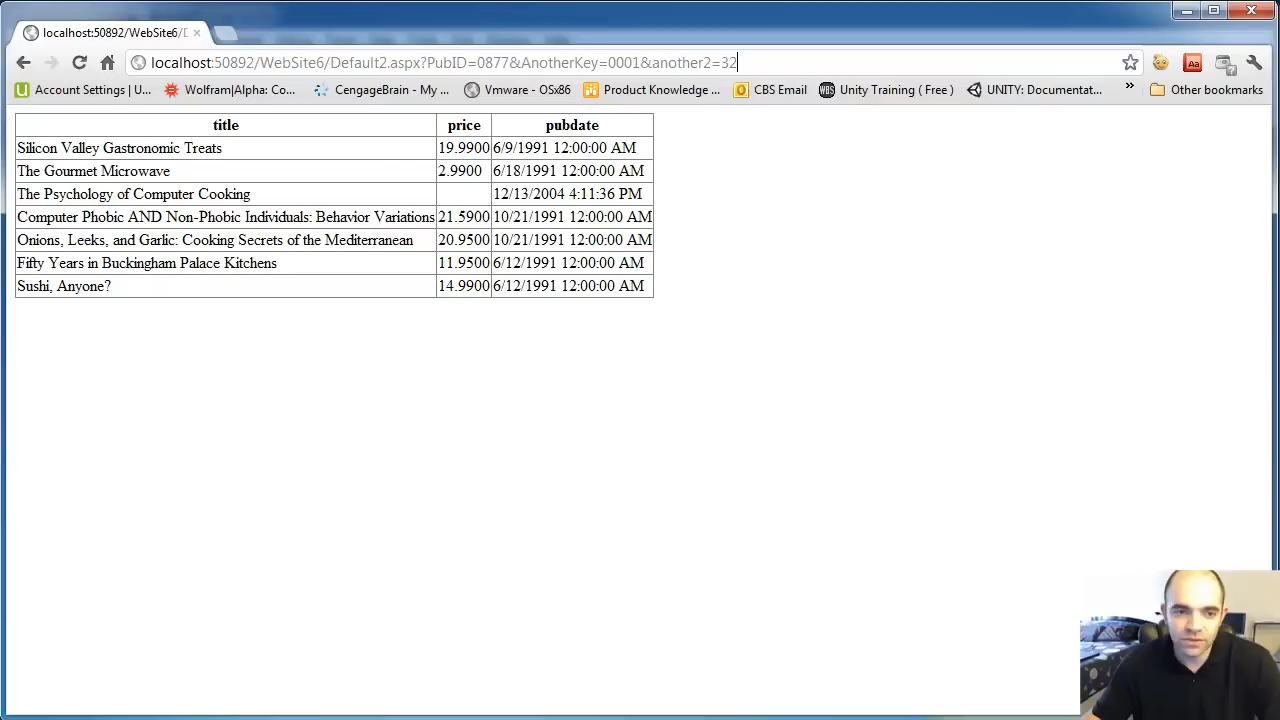 localhost:50892/WebSite6/D
localhost:50892/WebSite6/Default2.aspx?PubID=0877&AnotherKey=0001&another2=32
Account Settings | U... Wolfram|Alpha: Co... CengageBrain - My ... Vmware - OSx86 Product Knowledge ... CBS Email WBS Unity Training ( Free ) UNITY: Documentat... » Other bookmarks
title price pubdate
Silicon Valley Gastronomic Treats 19.9900 6/9/1991 12:00:00 AM
The Gourmet Microwave 2.9900 6/18/1991 12:00:00 AM
The Psychology of Computer Cooking 12/13/2004 4:11:36 PM
Computer Phobic AND Non-Phobic Individuals: Behavior Variations 21.5900 10/21/1991 12:00:00 AM
Onions, Leeks, and Garlic: Cooking Secrets of the Mediterranean 20.9500 10/21/1991 12:00:00 AM
Fifty Years in Buckingham Palace Kitchens 11.9500 6/12/1991 12:00:00 AM
Sushi, Anyone? 14.9900 6/12/1991 12:00:00 AM